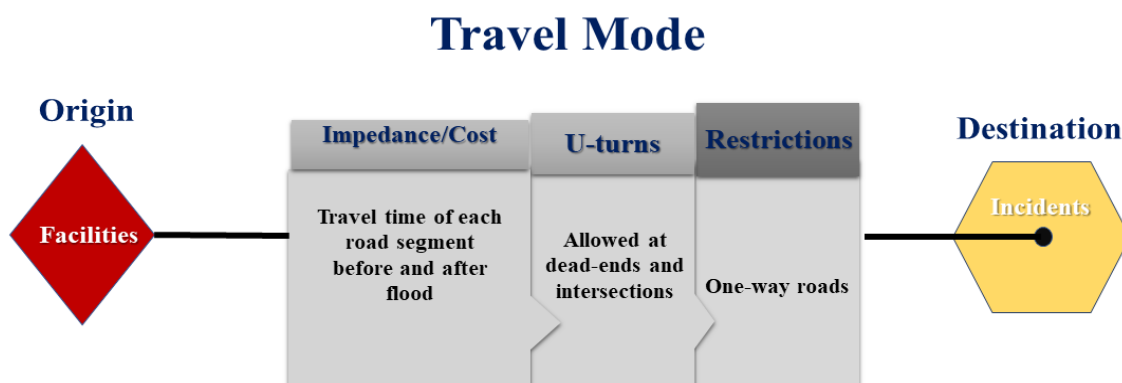 Travel Mode
Origin
Facilities
Impedance/Cost
Travel time of each
road segment
before and after
flood
U-turns
Allowed at
dead-ends and
intersections
Restrictions
One-way roads
Destination
Incidents